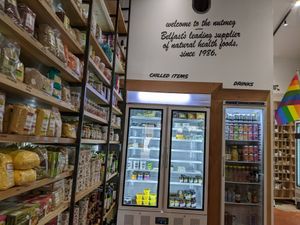 welcome to the nutmeg
Belfast's leading supplier
of natural health foods,
since 1986.
CHILLED ITEMS
DRINKS